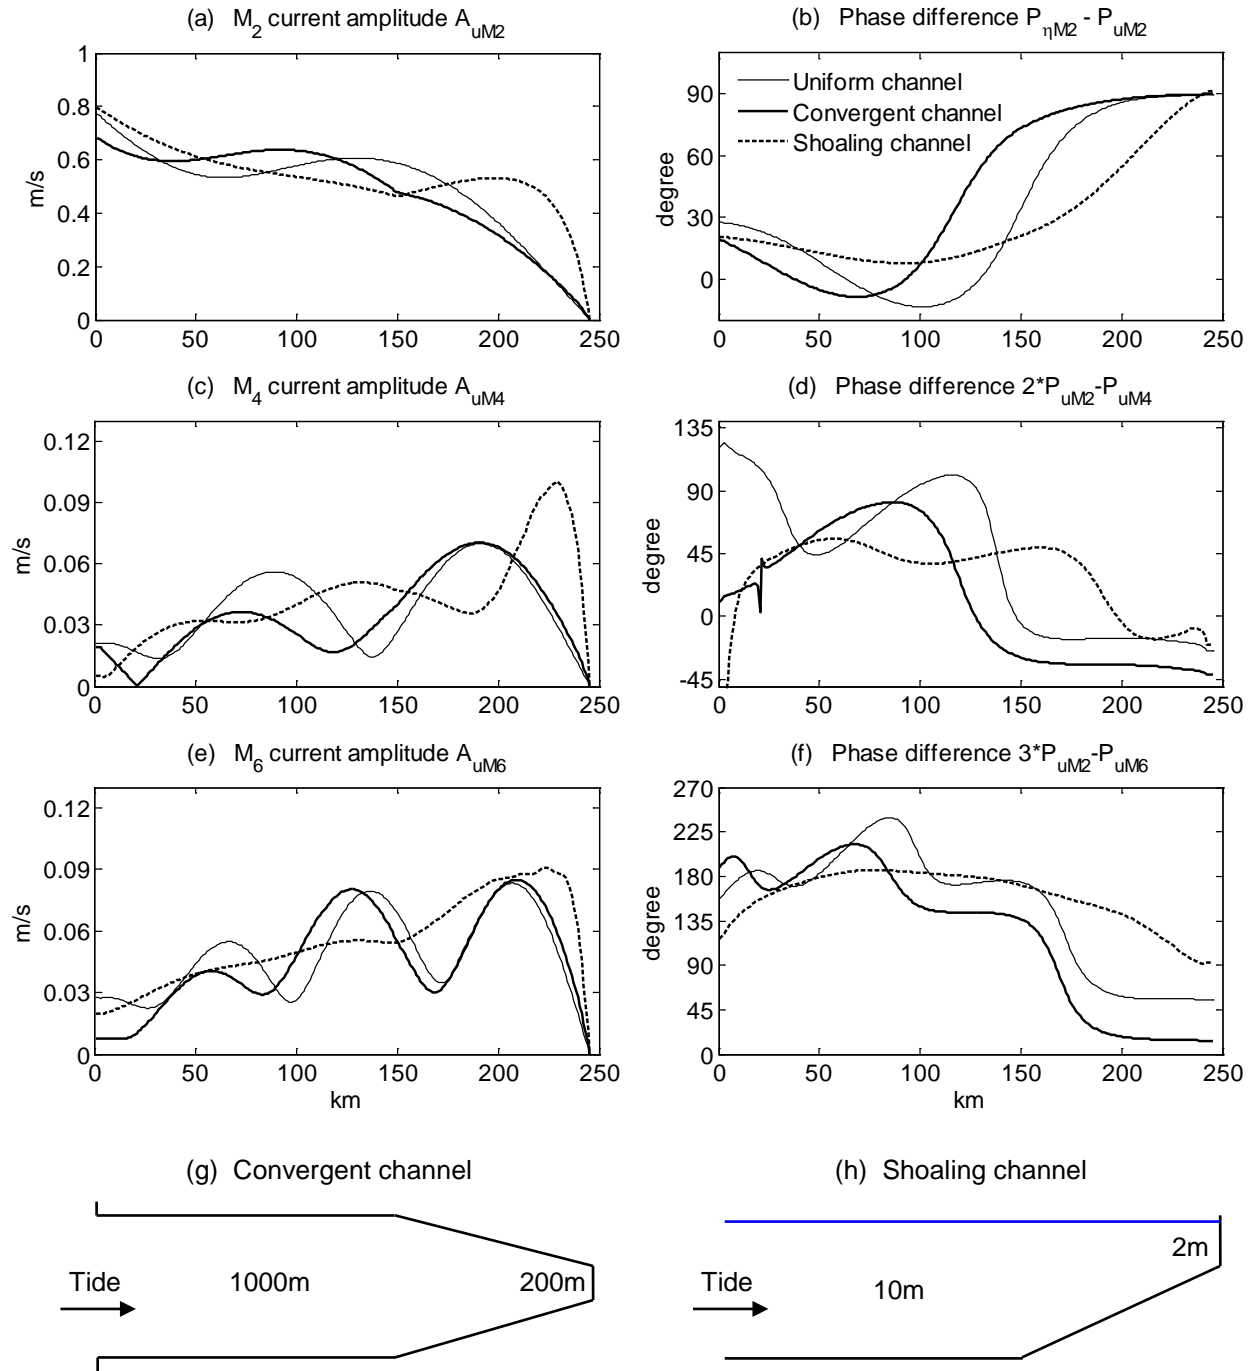 (a) M2 current amplitude AuM2
1
0.8
0.6
0.4
0.2
0
m/s
0 50 100 150 200 250
(b) Phase difference PηM2 - PuM2
Uniform channel
Convergent channel
Shoaling channel
90
60
30
0
degree
0 50 100 150 200 250
(c) M4 current amplitude AuM4
0.12
0.09
0.06
0.03
0
m/s
0 50 100 150 200 250
(d) Phase difference 2*PuM2-PuM4
135
90
45
0
-45
degree
0 50 100 150 200 250
(e) M6 current amplitude AuM6
0.12
0.09
0.06
0.03
0
m/s
0 50 100 150 200 250
km
(f) Phase difference 3*PuM2-PuM6
270
225
180
135
90
45
0
degree
0 50 100 150 200 250
km
(g) Convergent channel
Tide
1000m
200m
(h) Shoaling channel
2m
Tide
10m